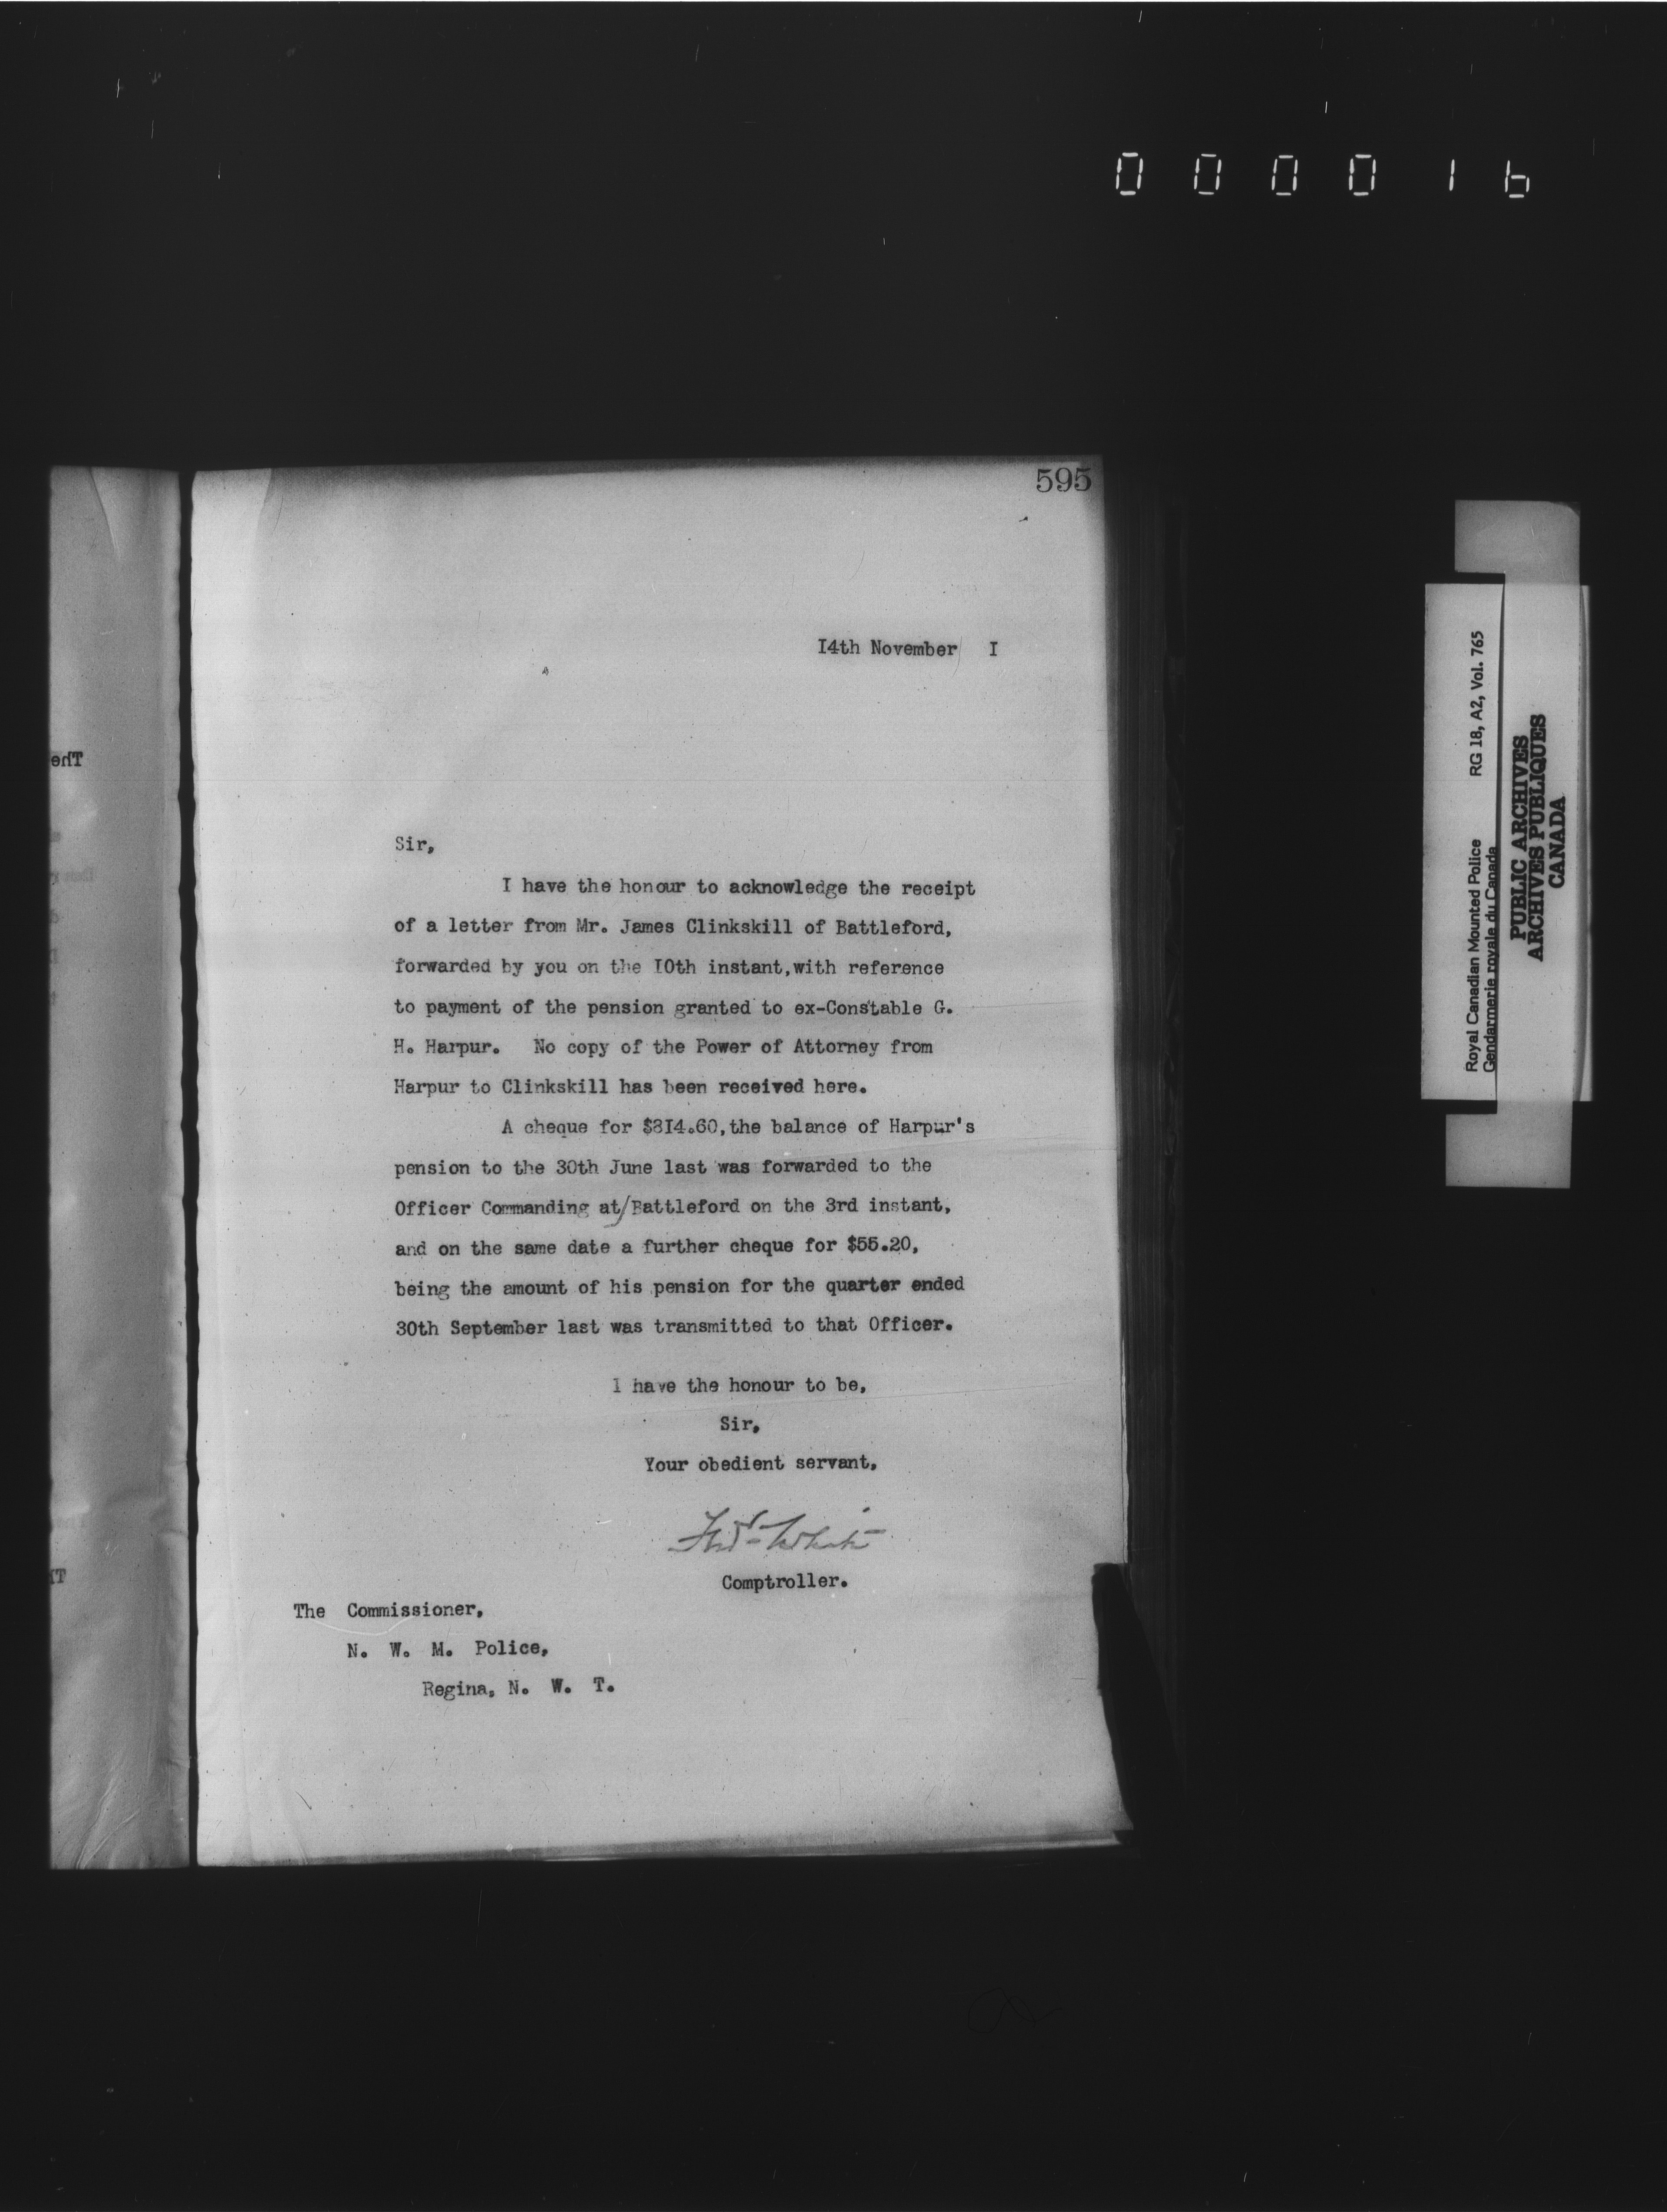 000016
595
14th November 1
Sir,
I have the honour to acknowledge the receipt
of a letter from Mr. James Clinkskill of Battleford,
forwarded by you on the 10th instant, with reference
to payment of the pension granted to ex-Constable G.
H. Harpur. No copy of the Power of Attorney from
Harpur to Clinkskill has been received here.
A cheque for $814.60, the balance of Harpur's
pension to the 30th June last was forwarded to the
Officer Commanding at/Battleford on the 3rd instant,
and on the same date a further cheque for $55.20,
being the amount of his pension for the quarter ended
30th September last was transmitted to that Officer.
I have the honour to be,
Sir,
Your obedient servant,
Fred White
Comptroller.
The Commissioner,
N. W. M. Police,
Regina, N. W. T.
Royal Canadian Mounted Police RG 18, A2, Vol. 765
Gendarmerie royale du Canada
PUBLIC ARCHIVES
ARCHIVES PUBLIQUES
CANADA
The